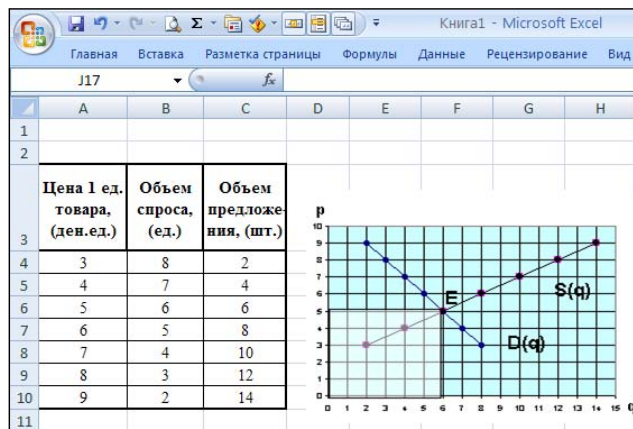 Книга1 - Microsoft Excel
Главная Вставка Разметка страницы Формулы Данные Рецензирование Вид
J17 fx
A B C D E F G H
1
2
3 Цена 1 ед. товара, (ден.ед.) Объем спроса, (ед.) Объем предложе- ния, (шт.)
4 3 8 2
5 4 7 4
6 5 6 6
7 6 5 8
8 7 4 10
9 8 3 12
10 9 2 14
11
p
10
9
8
7
6
5
4
3
2
1
0
E
S(q)
D(q)
0 1 2 3 4 5 6 7 8 9 10 11 12 13 14 15